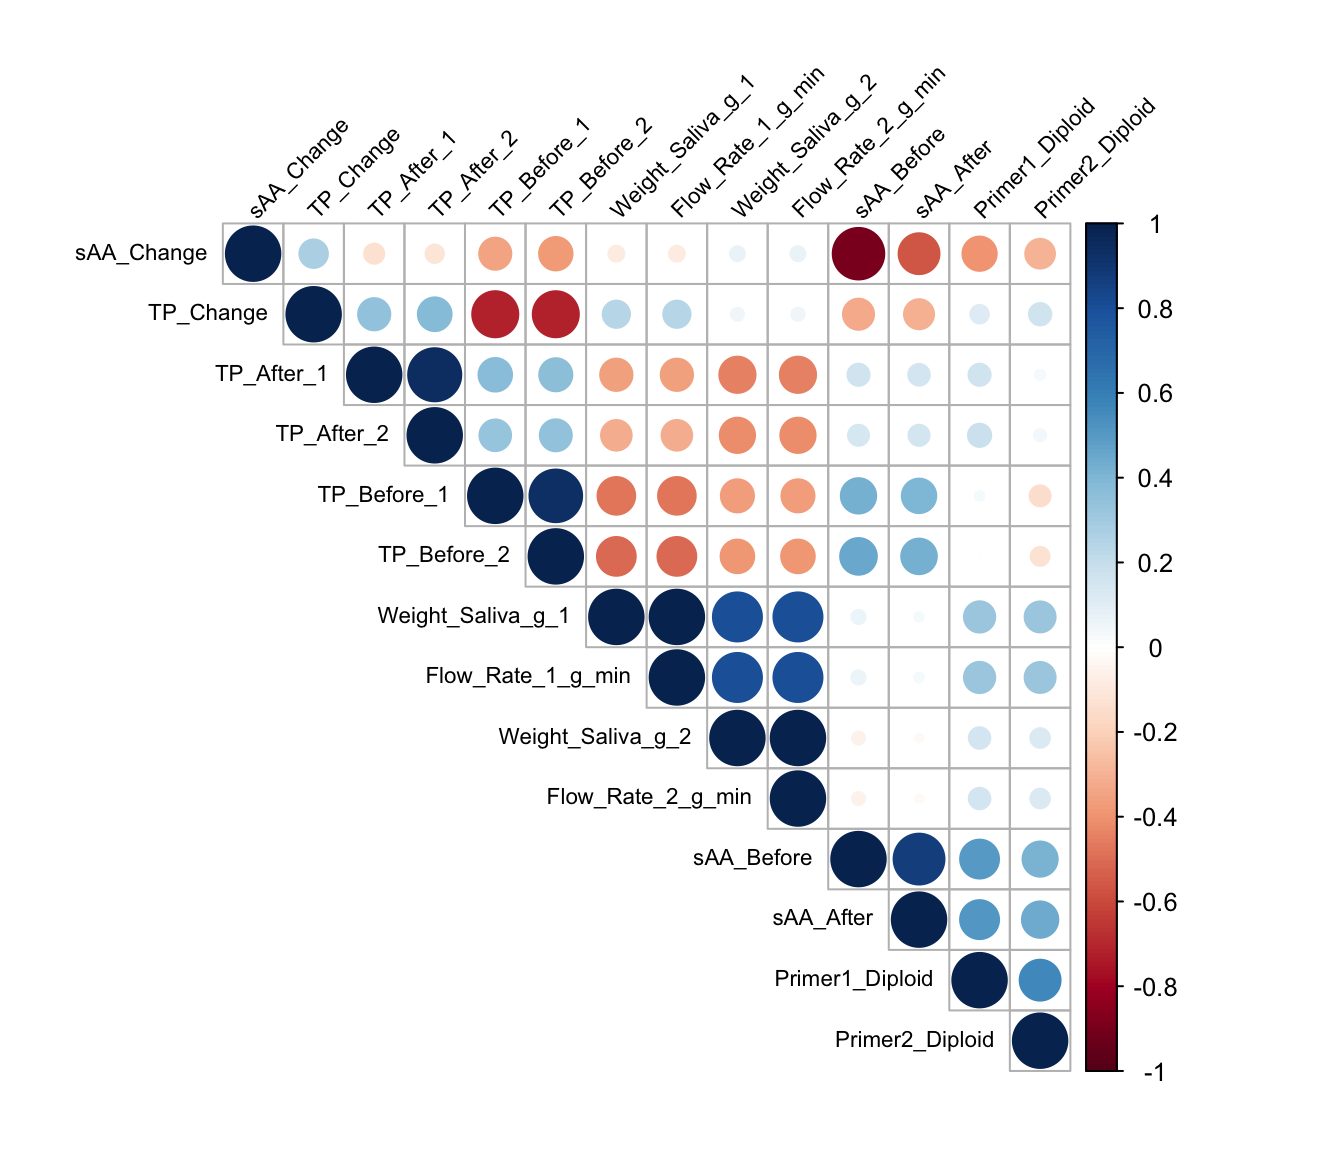 sAA_Change
TP_Change
TP_After_1
TP_After_2
TP_Before_1
TP_Before_2
Weight_Saliva_g_1
Flow_Rate_1_g_min
Weight_Saliva_g_2
Flow_Rate_2_g_min
sAA_Before
sAA_After
Primer1_Diploid
Primer2_Diploid
sAA_Change
TP_Change
TP_After_1
TP_After_2
TP_Before_1
TP_Before_2
Weight_Saliva_g_1
Flow_Rate_1_g_min
Weight_Saliva_g_2
Flow_Rate_2_g_min
sAA_Before
sAA_After
Primer1_Diploid
Primer2_Diploid
1
0.8
0.6
0.4
0.2
0
-0.2
-0.4
-0.6
-0.8
-1